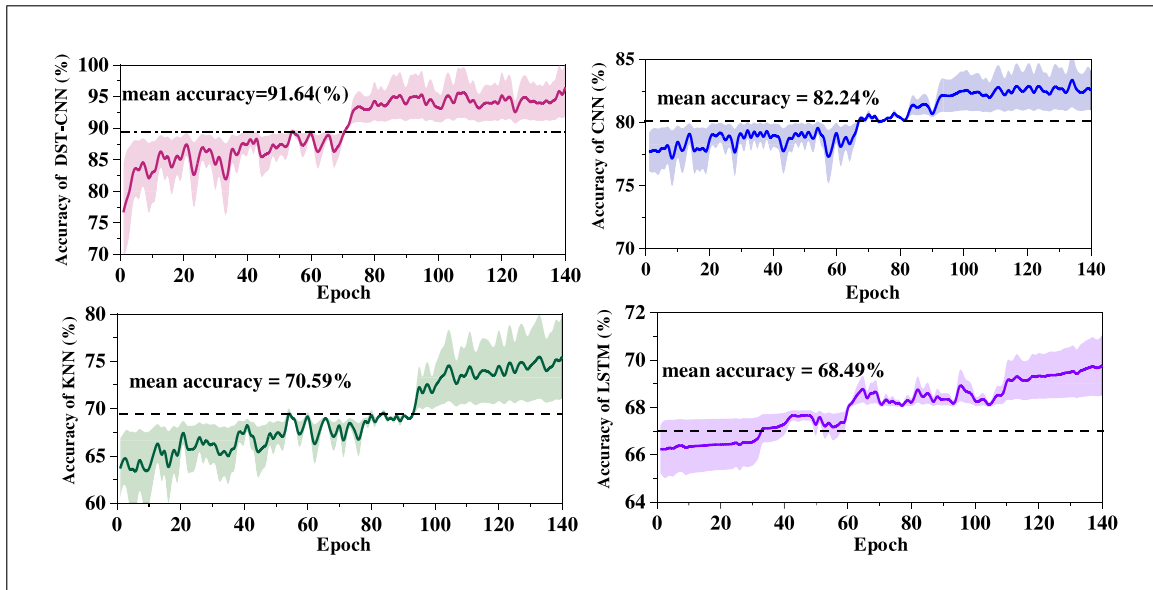 Accuracy of DST-CNN (%)
100
95
90
85
80
75
70
mean accuracy=91.64(%)
0 20 40 60 80 100 120 140
Epoch
Accuracy of CNN (%)
85
80
75
70
mean accuracy = 82.24%
0 20 40 60 80 100 120 140
Epoch
Accuracy of KNN (%)
80
75
70
65
60
mean accuracy = 70.59%
0 20 40 60 80 100 120 140
Epoch
Accuracy of LSTM (%)
72
70
68
66
64
mean accuracy = 68.49%
0 20 40 60 80 100 120 140
Epoch